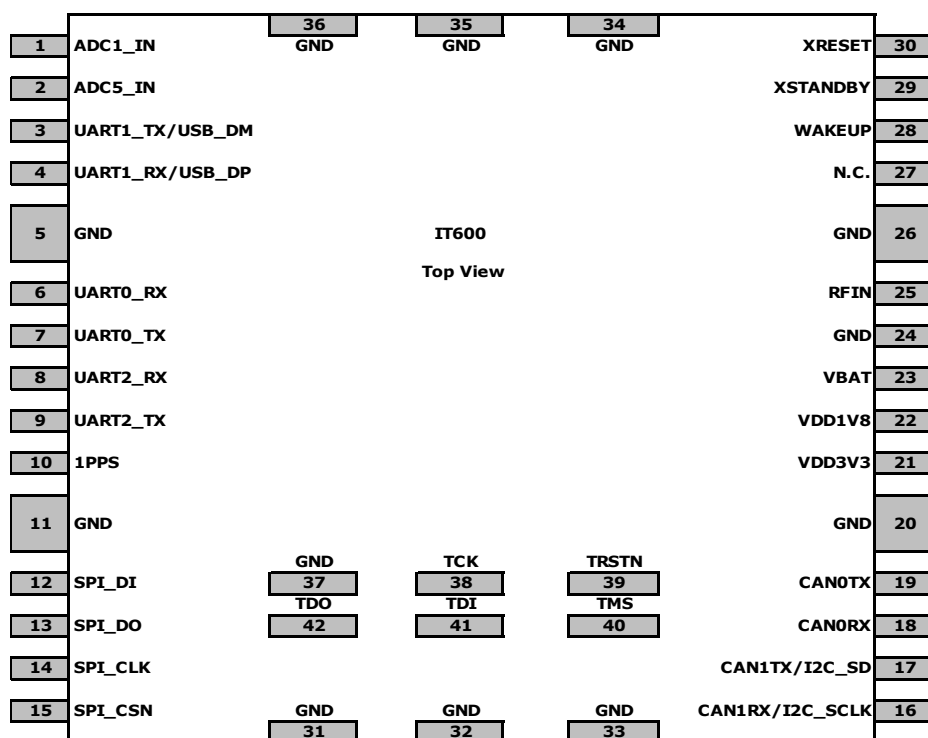 36 35 34
1 ADC1_IN GND GND GND XRESET 30
2 ADC5_IN XSTANDBY 29
3 UART1_TX/USB_DM WAKEUP 28
4 UART1_RX/USB_DP N.C. 27
5 GND IT600 GND 26
Top View
6 UART0_RX RFIN 25
7 UART0_TX GND 24
8 UART2_RX VBAT 23
9 UART2_TX VDD1V8 22
10 1PPS VDD3V3 21
11 GND GND 20
GND TCK TRSTN
12 SPI_DI 37 38 39 CAN0TX 19
TDO TDI TMS
13 SPI_DO 42 41 40 CAN0RX 18
14 SPI_CLK CAN1TX/I2C_SD 17
15 SPI_CSN GND GND GND CAN1RX/I2C_SCLK 16
31 32 33